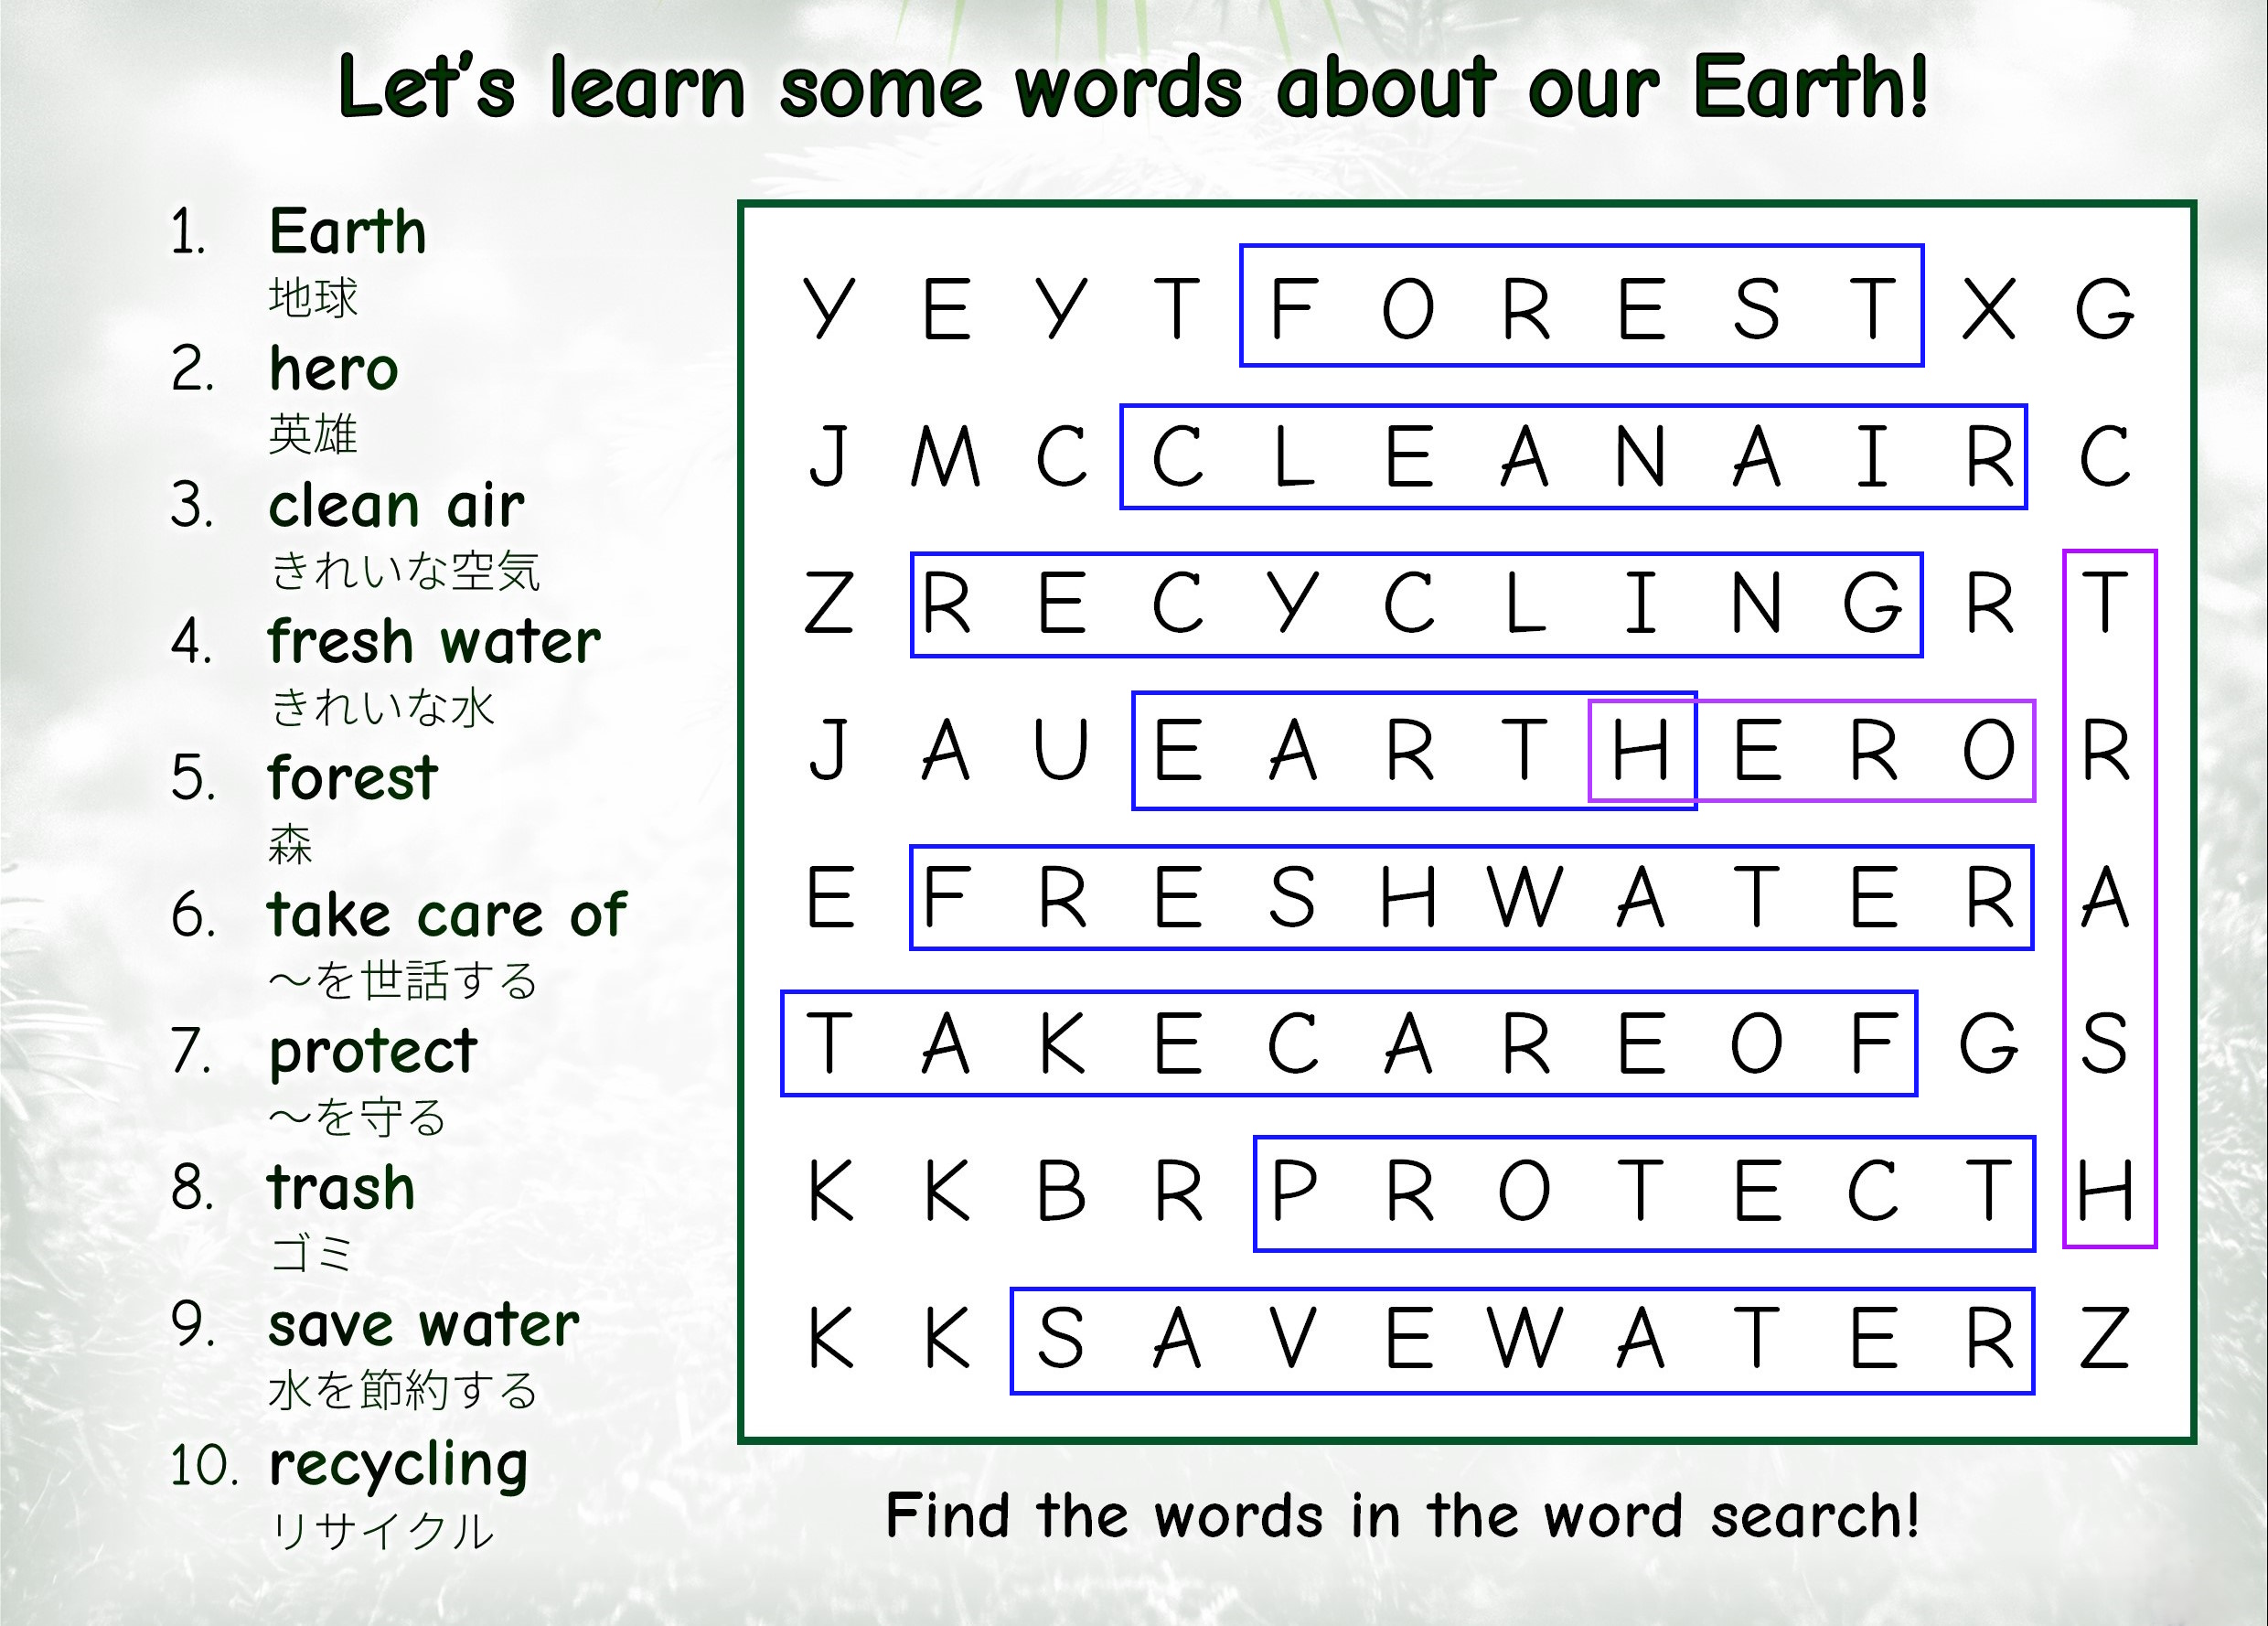 Let's learn some words about our Earth!
1. Earth
地球
2. hero
英雄
3. clean air
きれいな空気
4. fresh water
きれいな水
5. forest
森
6. take care of
～を世話する
7. protect
～を守る
8. trash
ゴミ
9. save water
水を節約する
10. recycling
リサイクル
Y E Y T F O R E S T X G
J M C C L E A N A I R C
Z R E C Y C L I N G R T
J A U E A R T H E R O R
E F R E S H W A T E R A
T A K E C A R E O F G S
K K B R P R O T E C T H
K K S A V E W A T E R Z
Find the words in the word search!